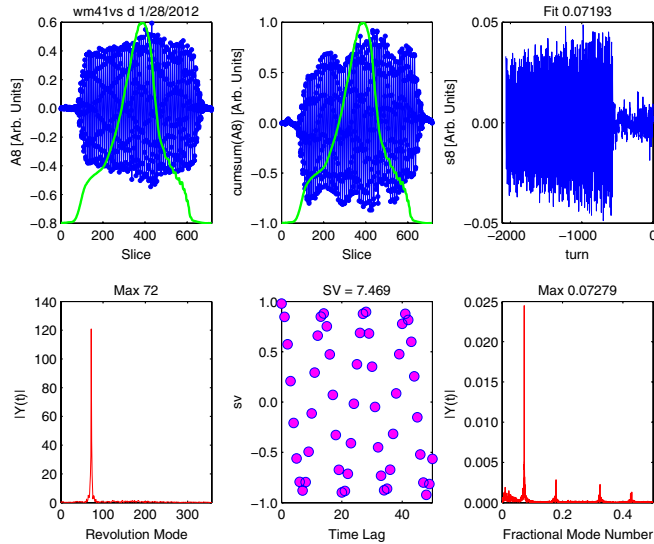 wm41vs d 1/28/2012
A8 [Arb. Units]
0.6
0.4
0.2
0
−0.2
−0.4
−0.6
−0.8
0 200 400 600
Slice
cumsum(A8) [Arb. Units]
1.0
0.5
0.0
−0.5
−1.0
0 200 400 600
Slice
Fit 0.07193
s8 [Arb. Units]
0.05
0.00
−0.05
−2000 −1000 0
turn
Max 72
|Y(t)|
140
120
100
80
60
40
20
0
0 100 200 300
Revolution Mode
SV = 7.469
sv
1.0
0.5
0.0
−0.5
−1.0
0 20 40
Time Lag
Max 0.07279
|Y(t)|
0.025
0.020
0.015
0.010
0.005
0.000
0 0.2 0.4
Fractional Mode Number